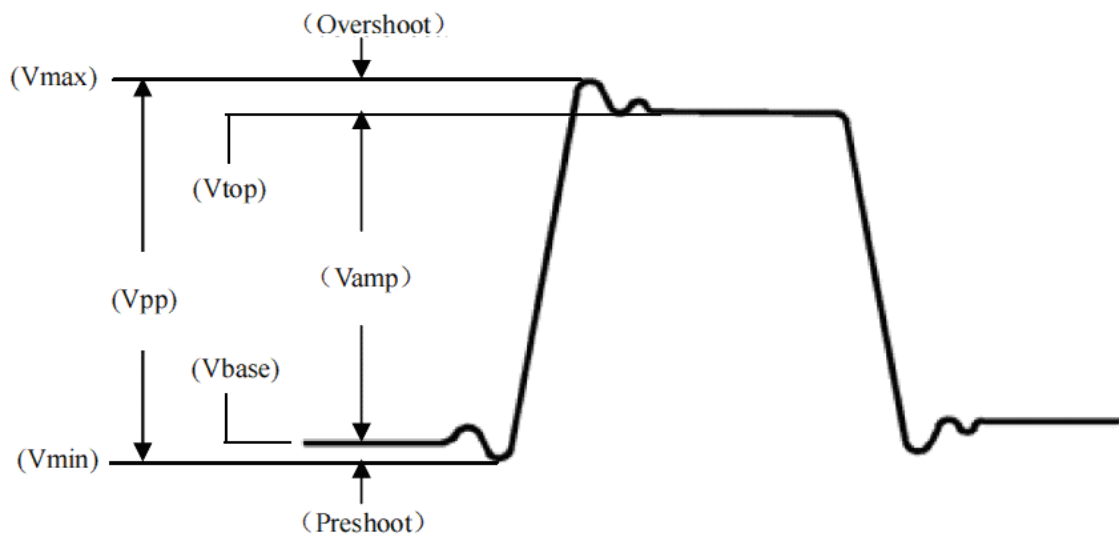 （Overshoot）
(Vmax)
(Vtop)
（Vamp）
(Vpp)
(Vbase)
(Vmin)
（Preshoot）